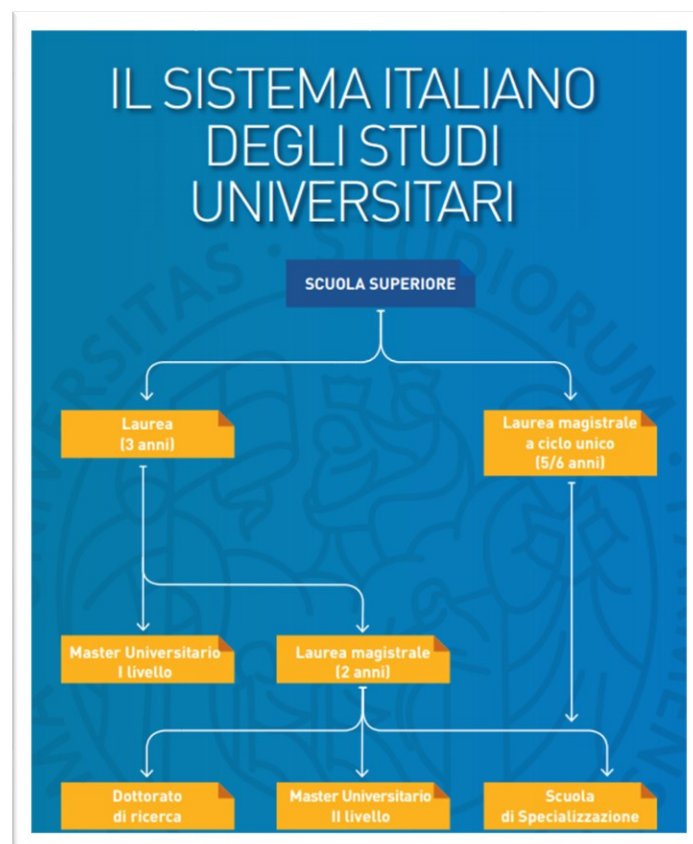 IL SISTEMA ITALIANO
DEGLI STUDI
UNIVERSITARI
SCUOLA SUPERIORE
Laurea
(3 anni)
Laurea magistrale
a ciclo unico
(5/6 anni)
Master Universitario
I livello
Laurea magistrale
(2 anni)
Dottorato
di ricerca
Master Universitario
II livello
Scuola
di Specializzazione